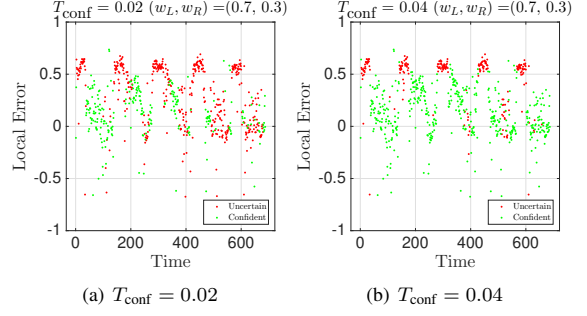 T_conf = 0.02 (w_L, w_R) =(0.7, 0.3)
1
0.5
0
-0.5
-1
Local Error
0 200 400 600
Time
Uncertain
Confident
(a) T_conf = 0.02
T_conf = 0.04 (w_L, w_R) =(0.7, 0.3)
1
0.5
0
-0.5
-1
Local Error
0 200 400 600
Time
Uncertain
Confident
(b) T_conf = 0.04